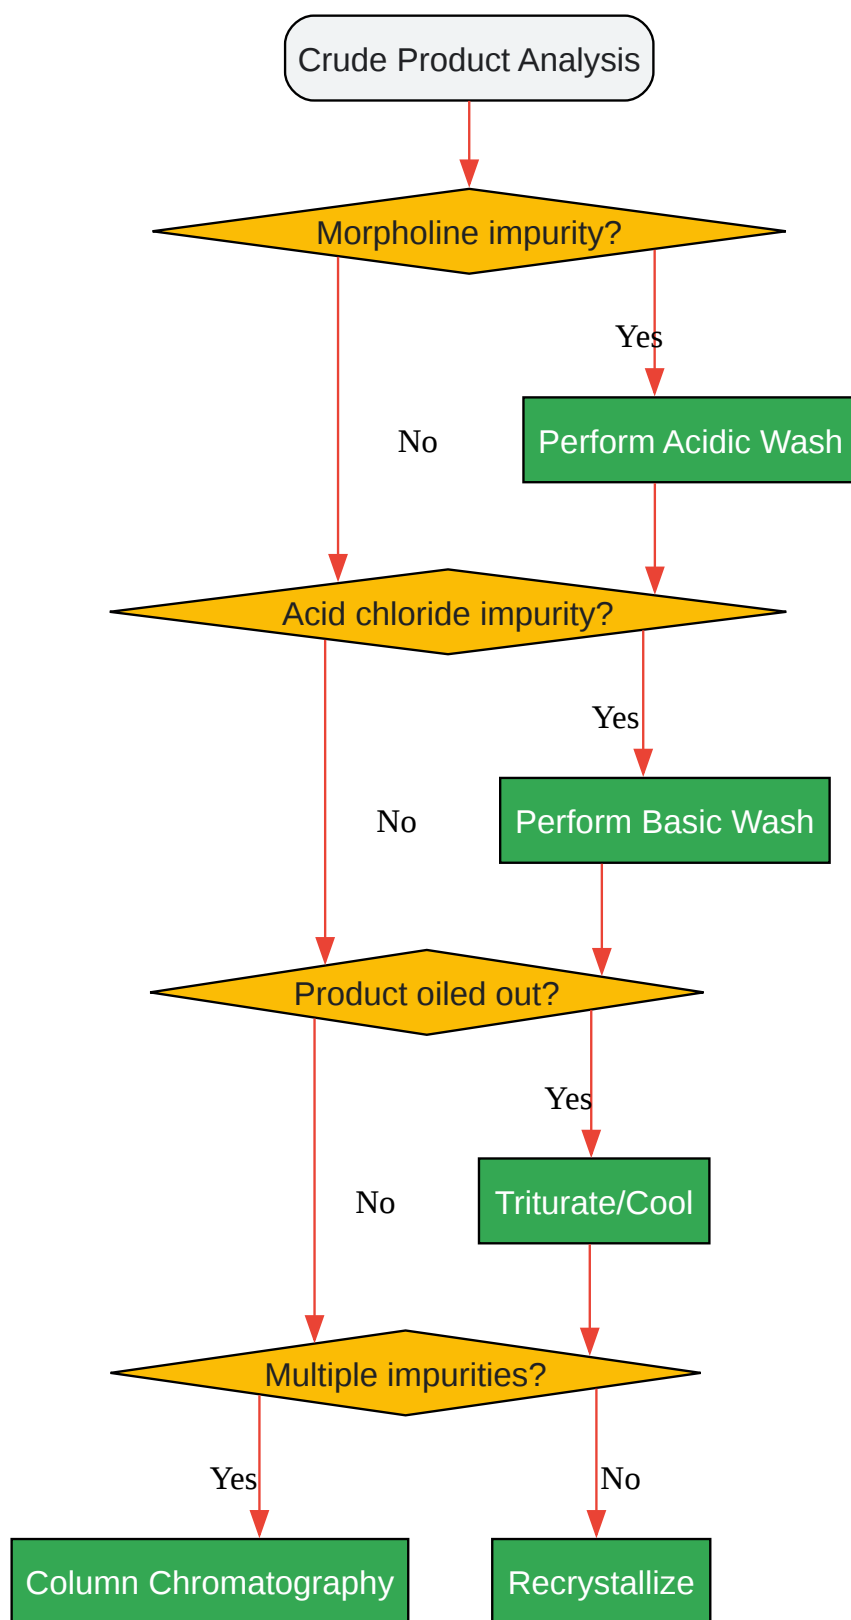 Crude Product Analysis
Morpholine impurity?
Yes
No
Perform Acidic Wash
Acid chloride impurity?
Yes
No
Perform Basic Wash
Product oiled out?
Yes
No
Triturate/Cool
Multiple impurities?
Yes
No
Column Chromatography
Recrystallize